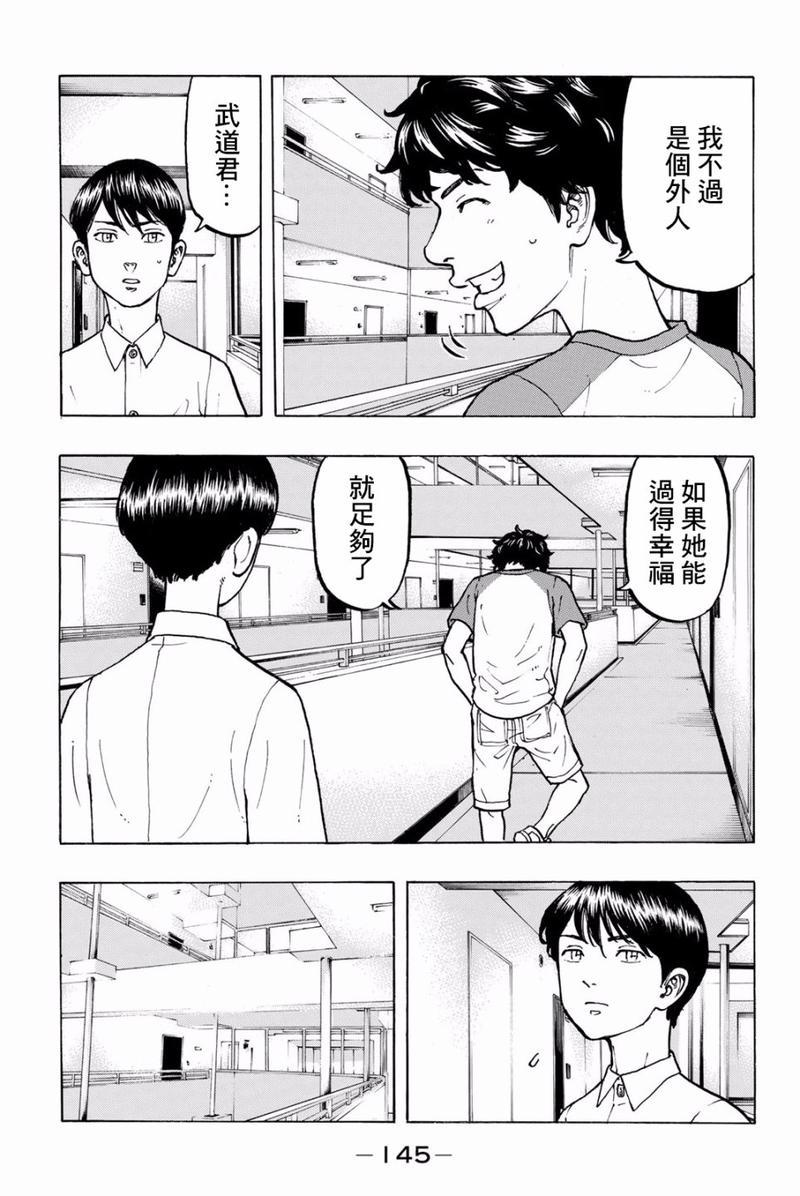 我不過
是個外人
武道君…
如果她能
過得幸福
就足夠了
—145—